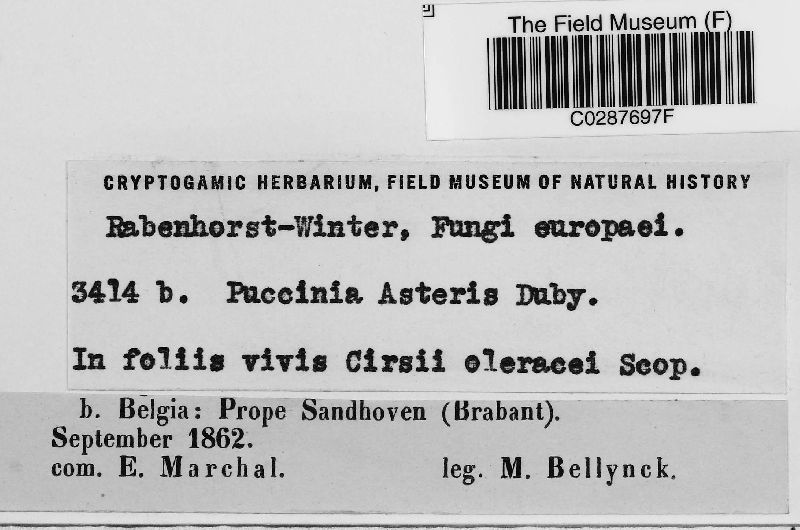 The Field Museum (F)
C0287697F
CRYPTOGAMIC HERBARIUM, FIELD MUSEUM OF NATURAL HISTORY
Rabenhorst-Winter, Fungi europaei.
3414 b. Puccinia Asteris Duby.
In foliis vivis Cirsii oleracei Scop.
b. Belgia: Prope Sandhoven (Brabant).
September 1862.
com. E. Marchal. leg. M. Bellynck.